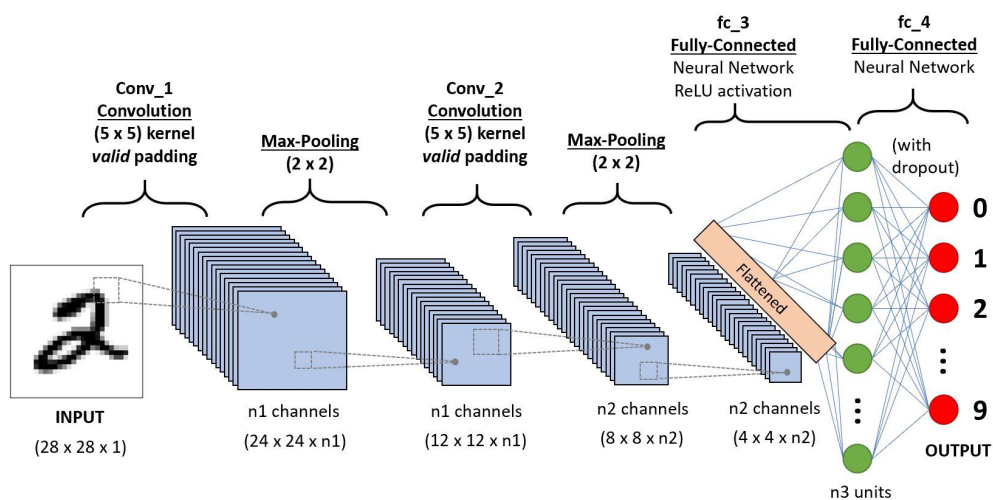 fc_3
Fully-Connected
Neural Network
ReLU activation
fc_4
Fully-Connected
Neural Network
Conv_1
Convolution
(5 x 5) kernel
valid padding
Max-Pooling
(2 x 2)
Conv_2
Convolution
(5 x 5) kernel
valid padding
Max-Pooling
(2 x 2)
(with
dropout)
0
1
2
9
Flattened
INPUT
(28 x 28 x 1)
n1 channels
(24 x 24 x n1)
n1 channels
(12 x 12 x n1)
n2 channels
(8 x 8 x n2)
n2 channels
(4 x 4 x n2)
OUTPUT
n3 units
2